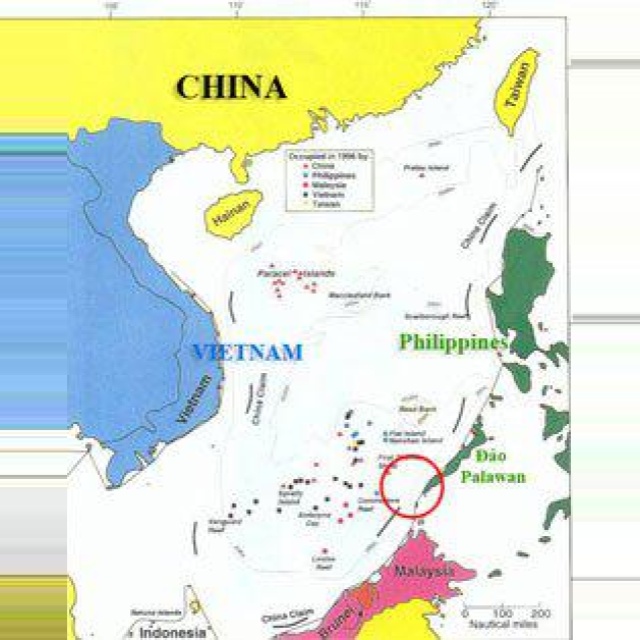 105°
110°
115°
120°
CHINA
Taiwan
Occupied in 1996 by:
China
Philippines
Malaysia
Vietnam
Taiwan
Pratas Island
Hainan
China Claim
Paracel Islands
Macclesfield Bank
Scarborough Reef
VIETNAM
Philippines
Vietnam
China Claim
Reed Bank
Flat Island
Nanshan Island
First
Đảo
Palawan
Spratly
Island
Commodore
Reef
Vanguard
Reef
Amboyna
Cay
Louisa
Reef
Malaysia
Natuna Islands
China Claim
Brunei
Indonesia
0 100 200
Nautical miles